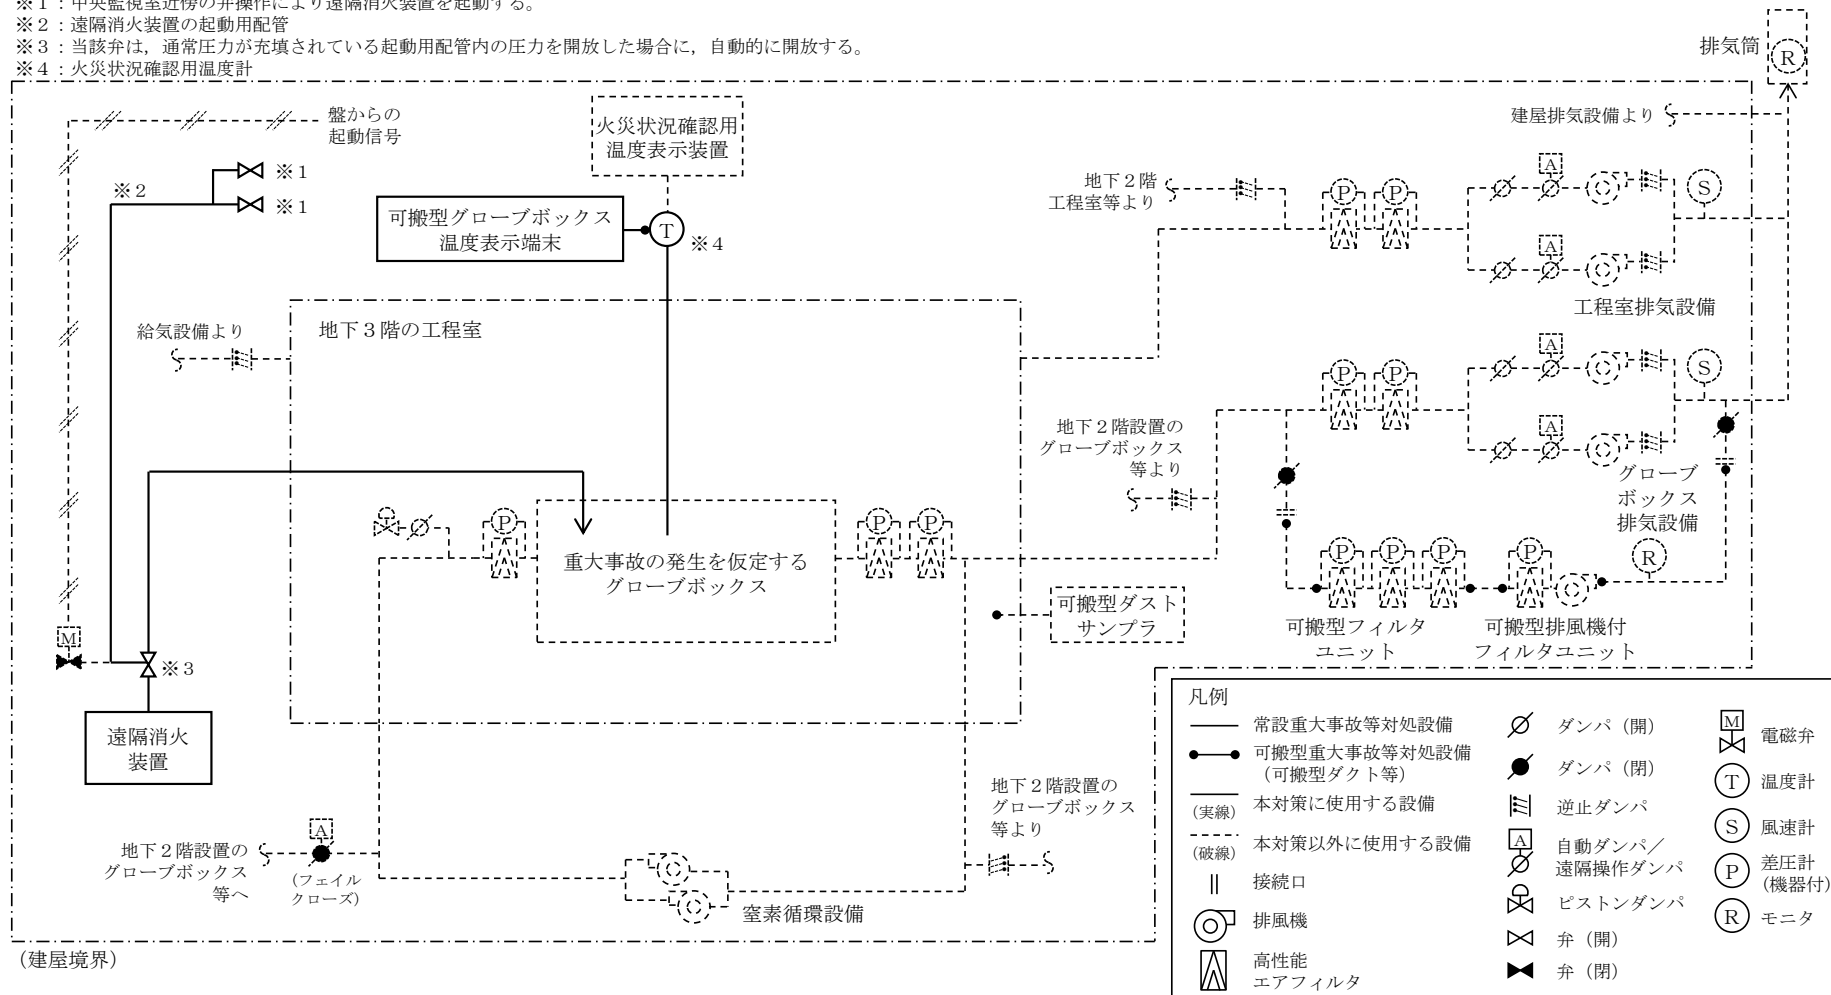 ※１：中央監視室近傍の弁操作により遠隔消火装置を起動する。
※２：遠隔消火装置の起動用配管
※３：当該弁は，通常圧力が充填されている起動用配管内の圧力を開放した場合に，自動的に開放する。
※４：火災状況確認用温度計
排気筒
R
盤からの
起動信号
※１
※２
※１
火災状況確認用
温度表示装置
可搬型グローブボックス
温度表示端末
T
※４
建屋排気設備より
地下２階
工程室等より
P
P
A
S
A
工程室排気設備
給気設備より
地下３階の工程室
P
P
A
S
A
グローブ
ボックス
排気設備
地下２階設置の
グローブボックス
等より
P
重大事故の発生を仮定する
グローブボックス
P
P
P
P
P
P
R
可搬型フィルタ
ユニット
可搬型排風機付
フィルタユニット
可搬型ダスト
サンプラ
M
※３
遠隔消火
装置
地下２階設置の
グローブボックス
等より
地下２階設置の
グローブボックス
等へ
A
（フェイル
クローズ）
窒素循環設備
（建屋境界）
凡例
常設重大事故等対処設備
可搬型重大事故等対処設備
（可搬型ダクト等）
（実線）
本対策に使用する設備
（破線）
本対策以外に使用する設備
接続口
排風機
高性能
エアフィルタ
ダンパ（開）
ダンパ（閉）
逆止ダンパ
A
自動ダンパ／
遠隔操作ダンパ
ピストンダンパ
弁（開）
弁（閉）
M
電磁弁
T
温度計
S
風速計
P
差圧計
（機器付）
R
モニタ